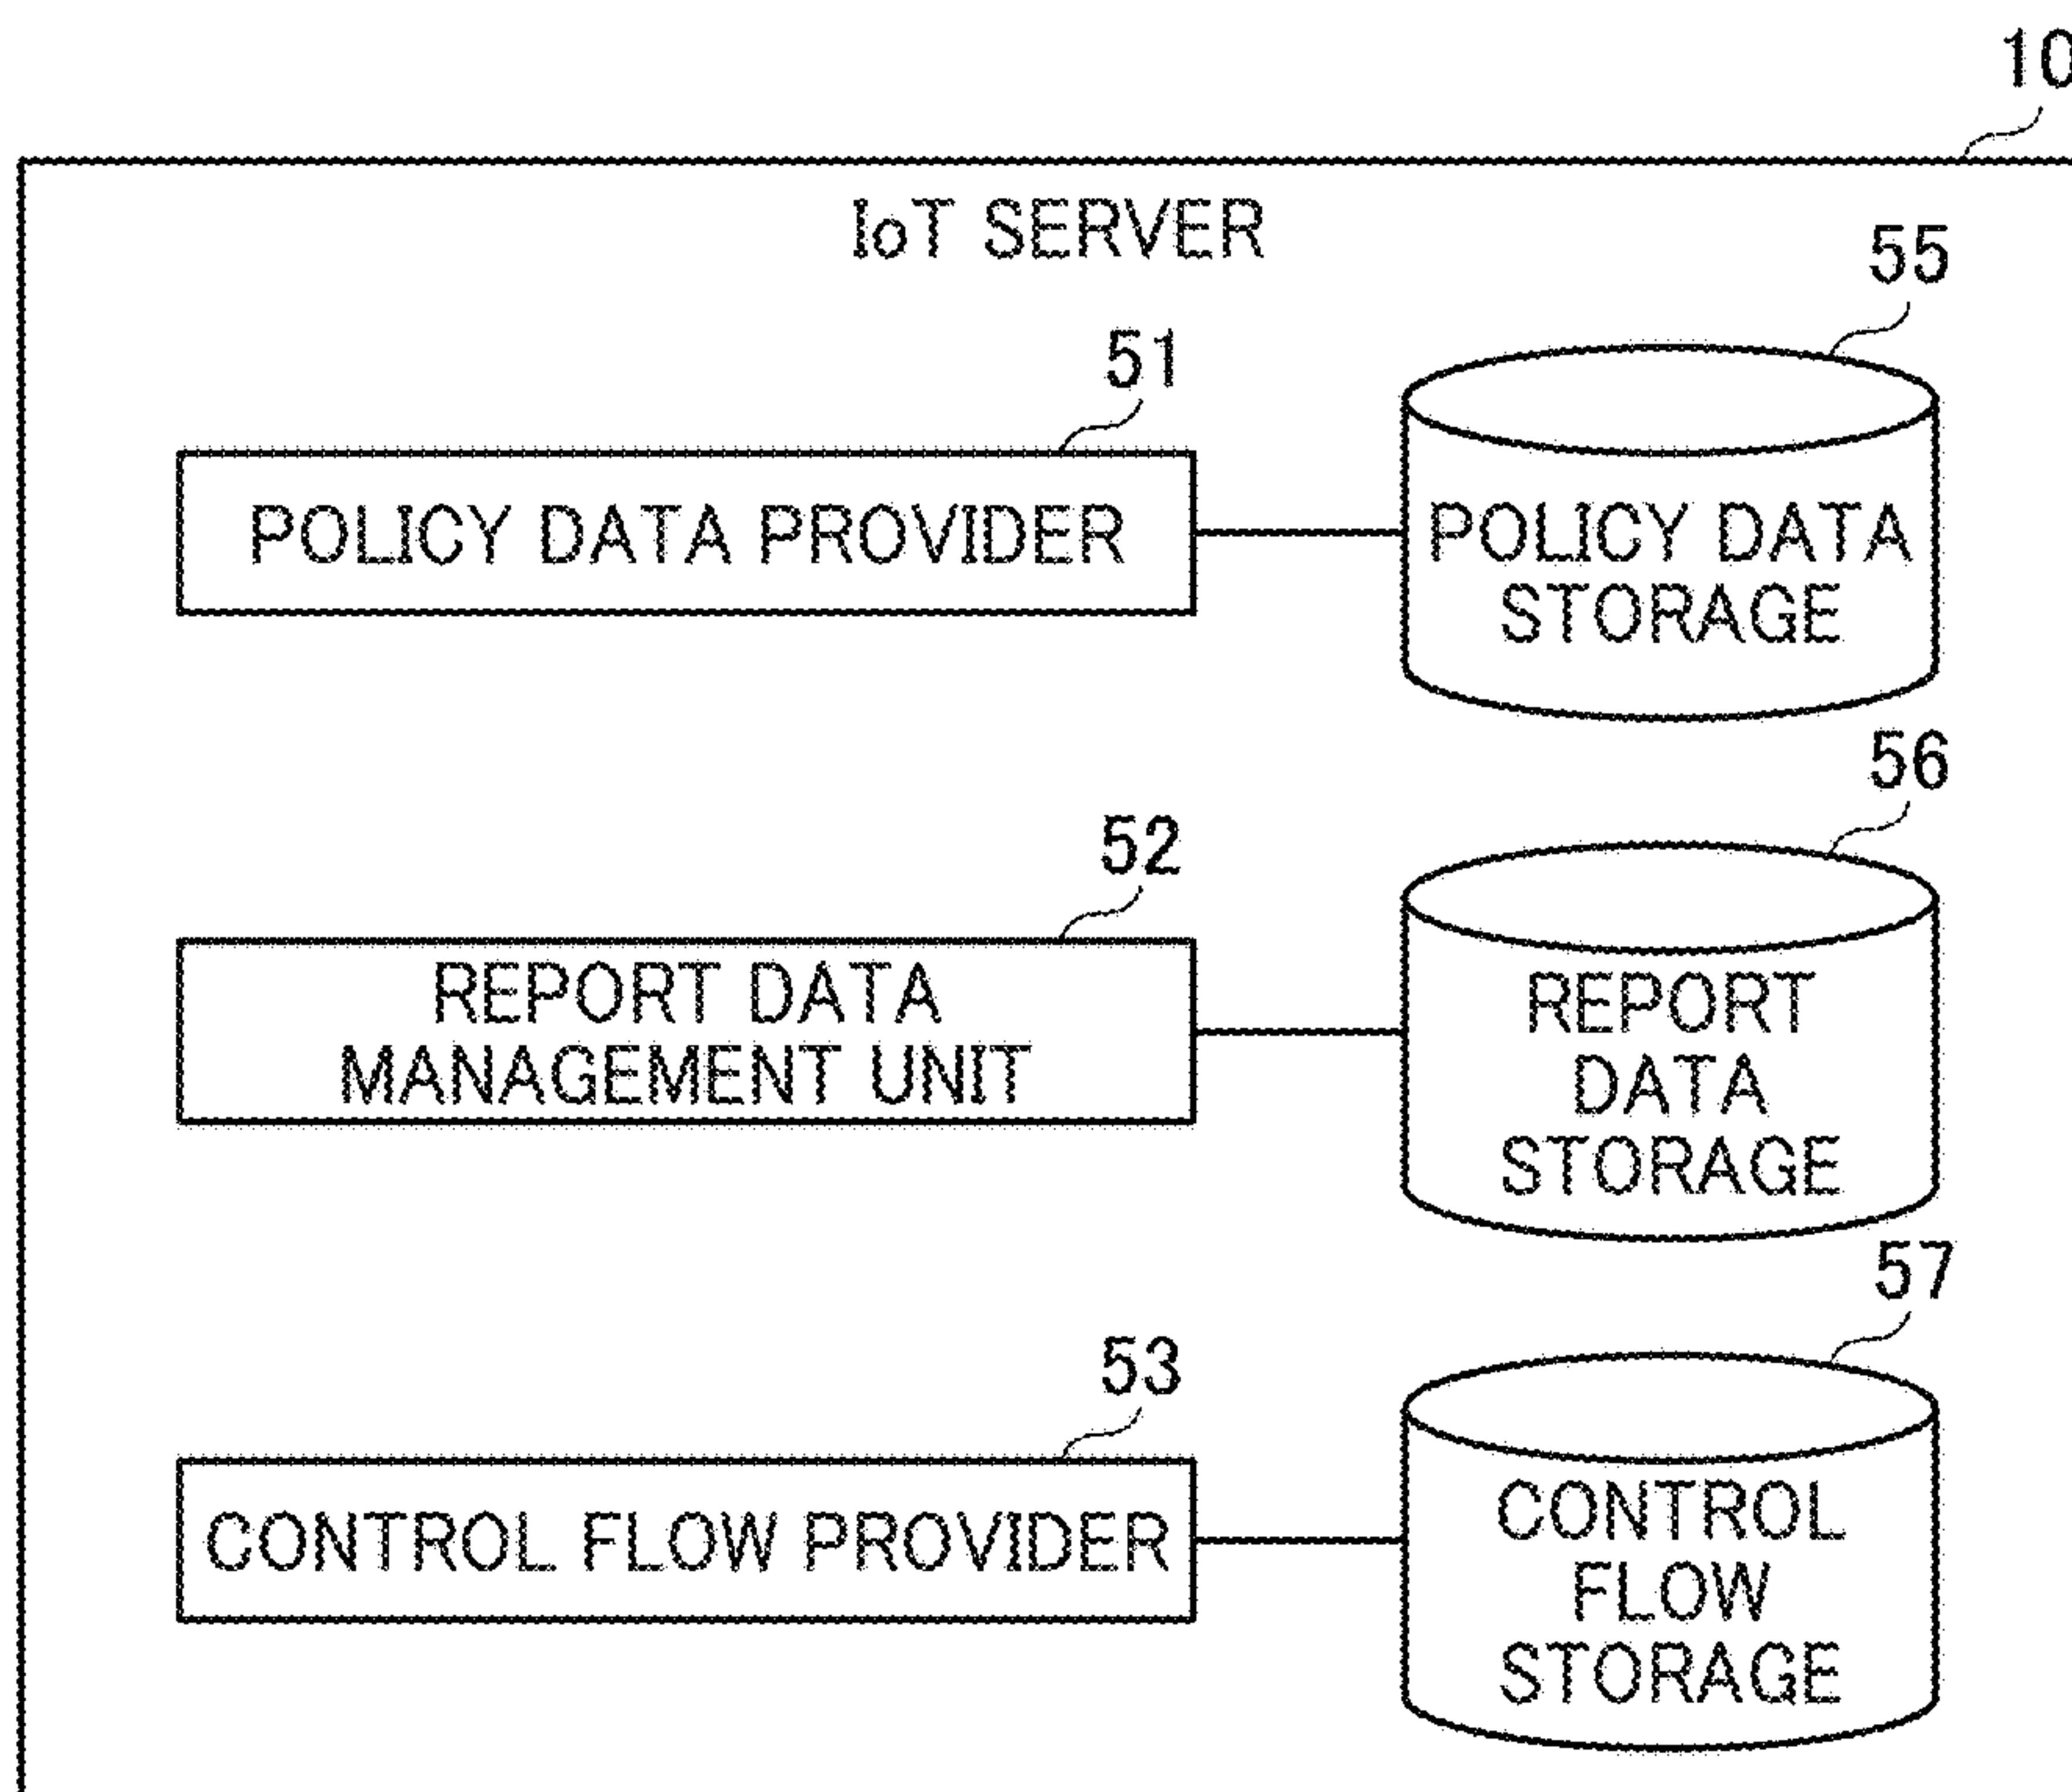 10
IoT SERVER
55
51
POLICY DATA PROVIDER
POLICY DATA
STORAGE
56
52
REPORT DATA
MANAGEMENT UNIT
REPORT
DATA
STORAGE
57
53
CONTROL FLOW PROVIDER
CONTROL
FLOW
STORAGE